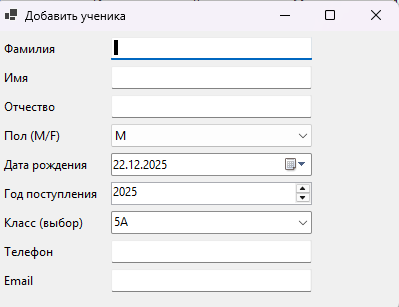 Добавить ученика
Фамилия
Имя
Отчество
Пол (M/F) M
Дата рождения 22.12.2025
Год поступления 2025
Класс (выбор) 5А
Телефон
Email